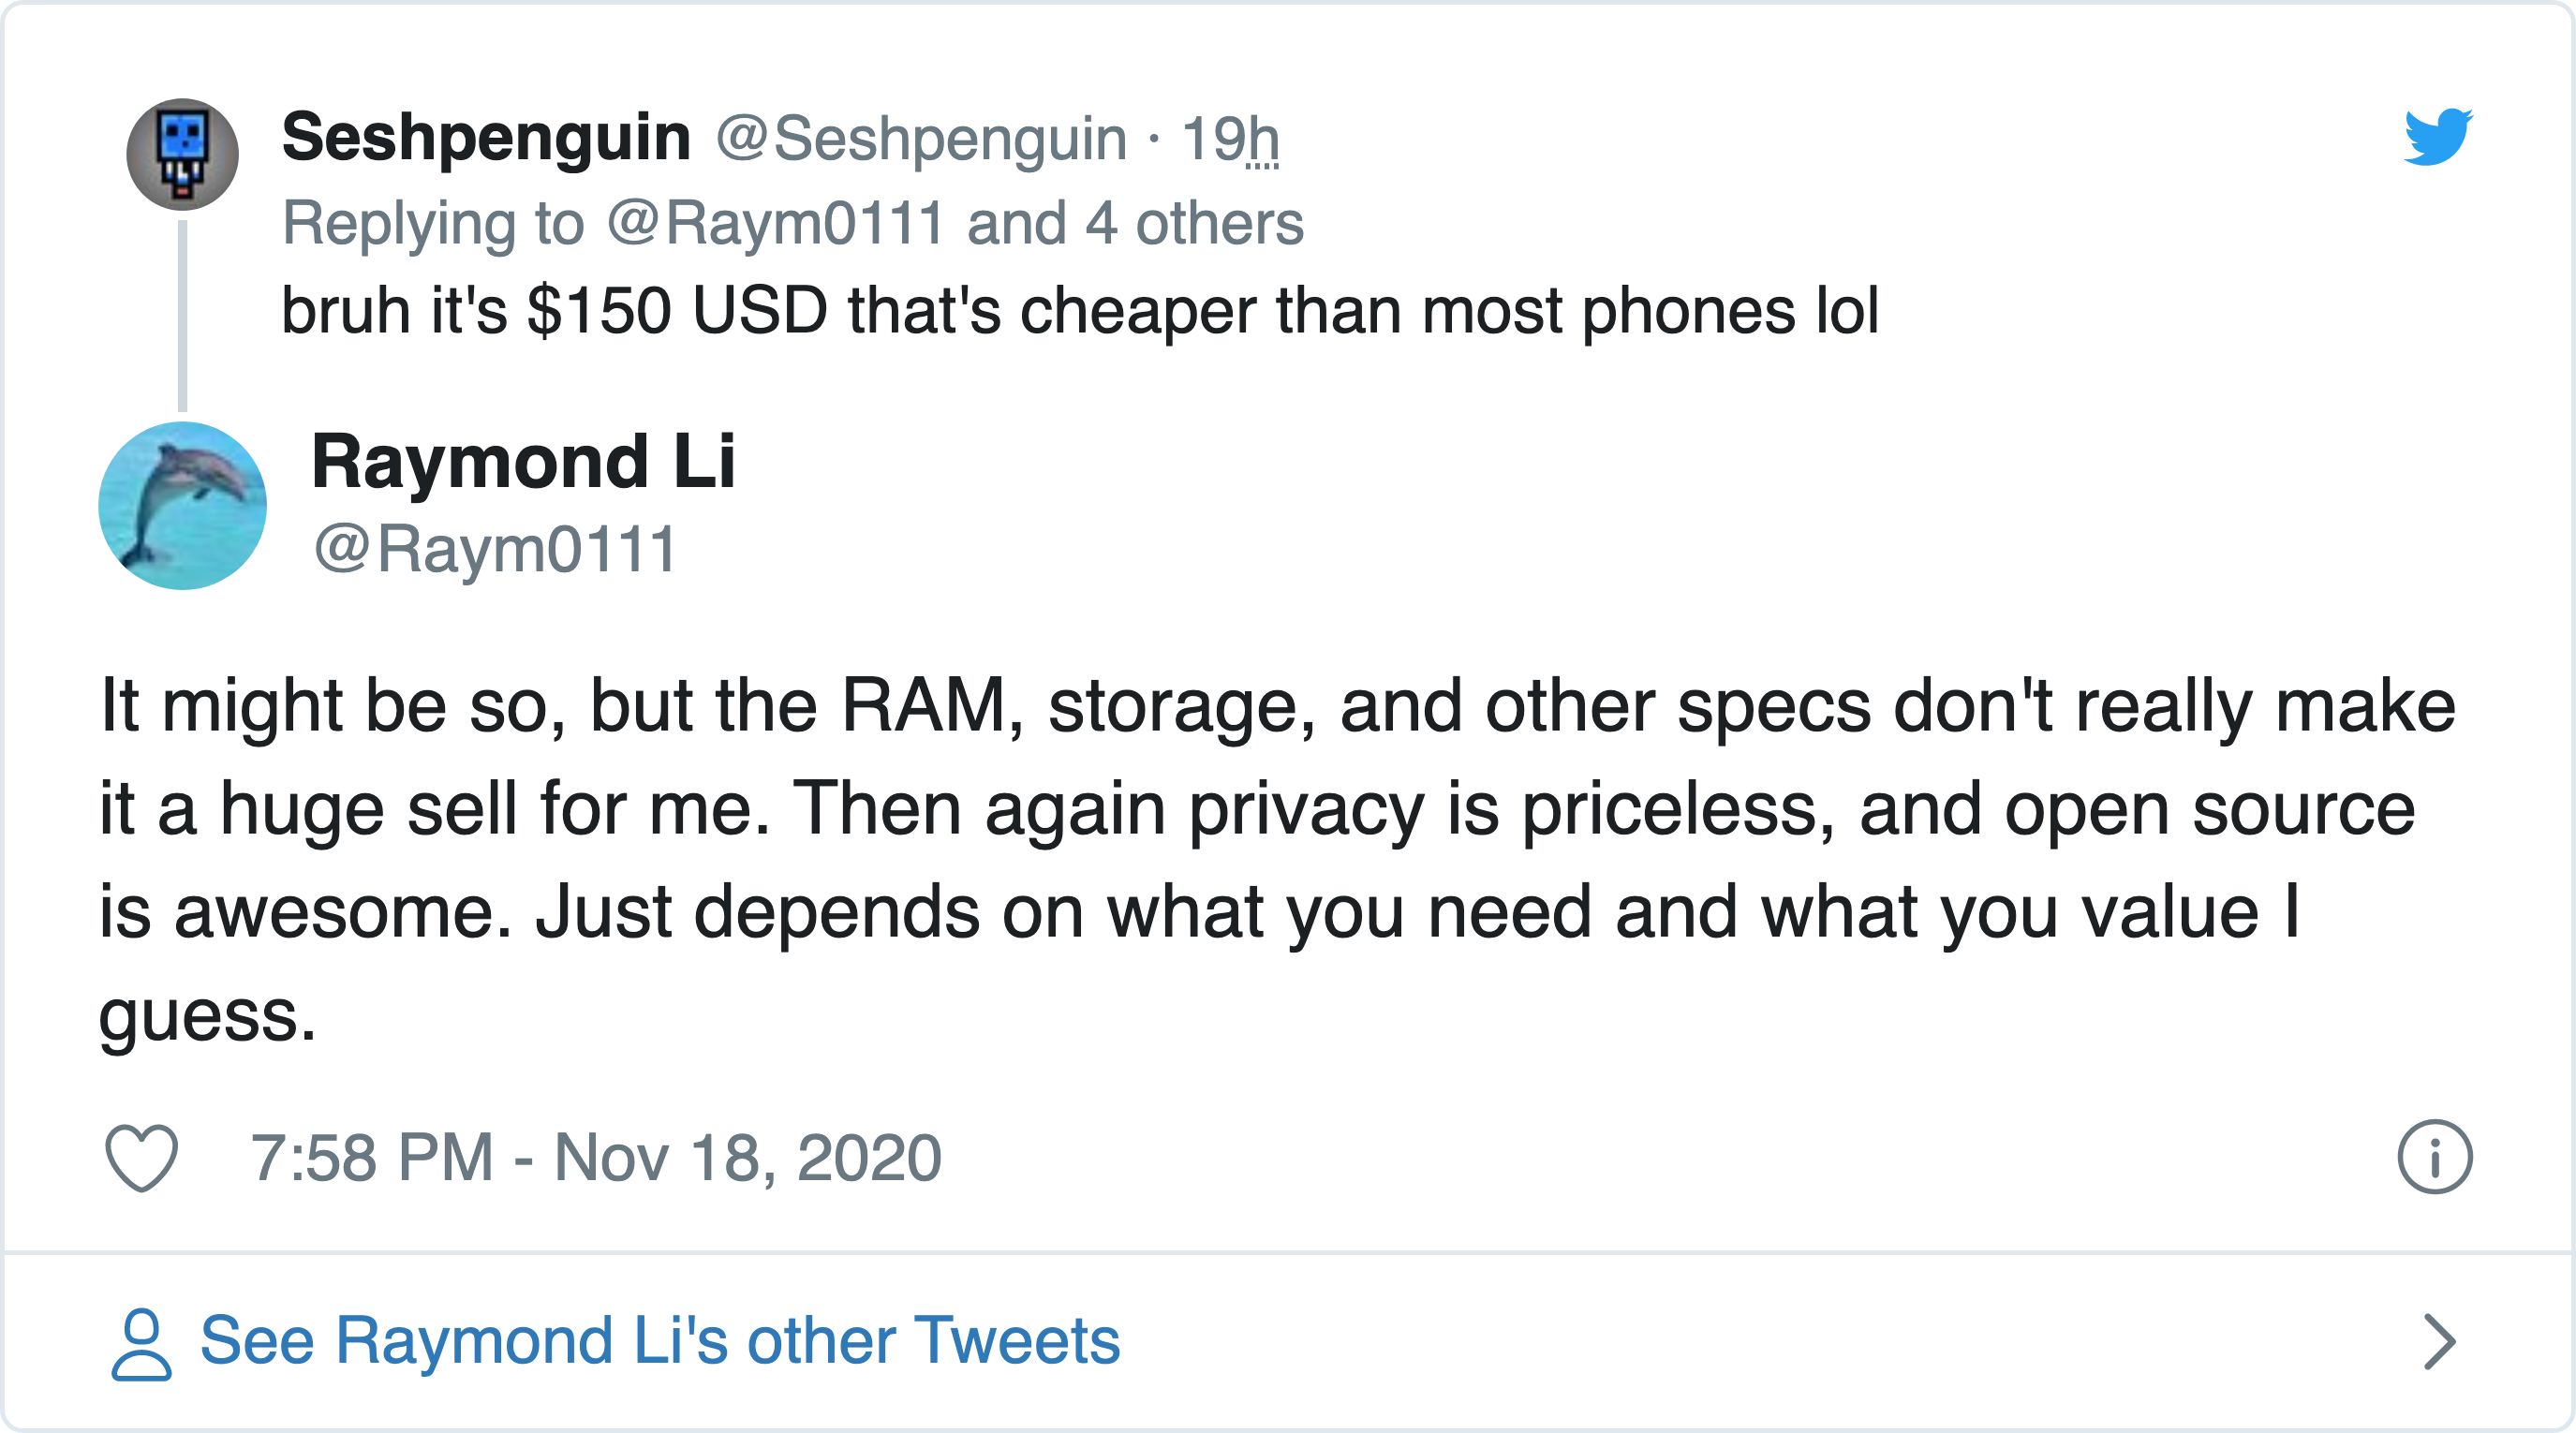 Seshpenguin @Seshpenguin · 19h
Replying to @Raym0111 and 4 others
bruh it's $150 USD that's cheaper than most phones lol
Raymond Li
@Raym0111
It might be so, but the RAM, storage, and other specs don't really make
it a huge sell for me. Then again privacy is priceless, and open source
is awesome. Just depends on what you need and what you value I
guess.
7:58 PM - Nov 18, 2020
See Raymond Li's other Tweets